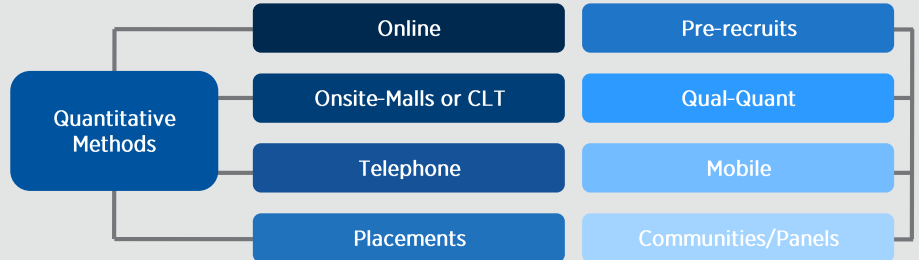 Quantitative
Methods
Online
Onsite-Malls or CLT
Telephone
Placements
Pre-recruits
Qual-Quant
Mobile
Communities/Panels